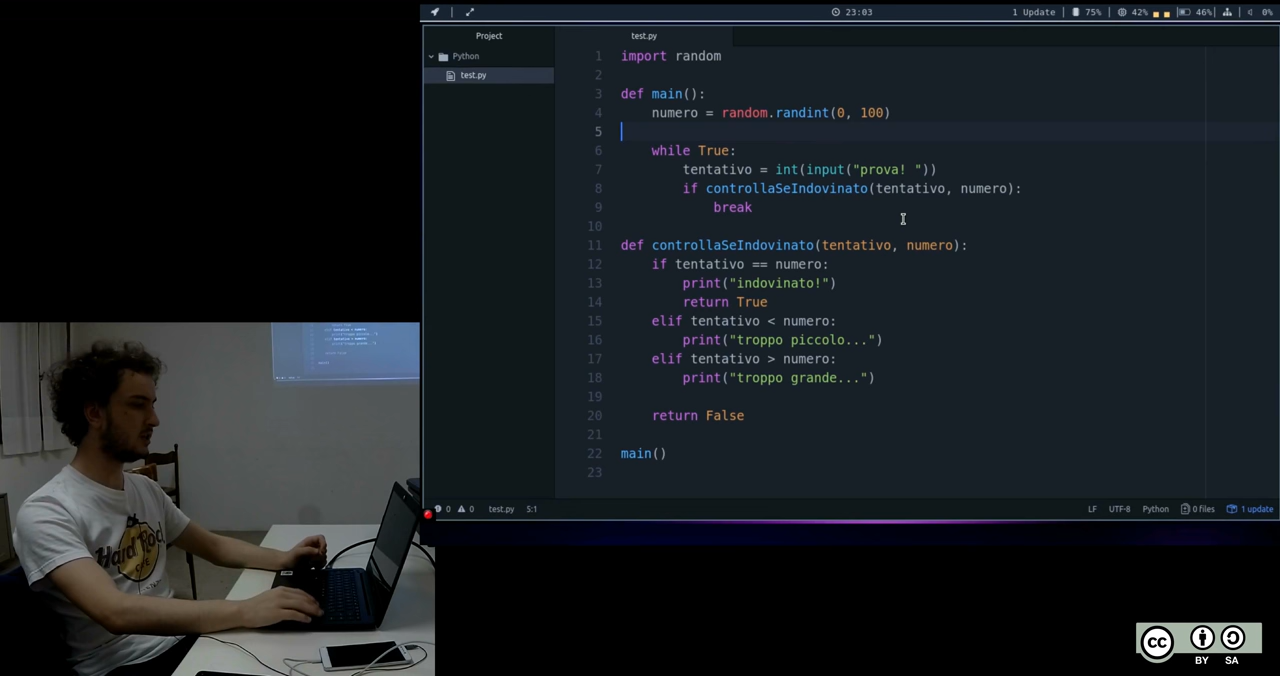 23:03
1 Update
75%
42%
46%
0%
Project
test.py
Python
test.py
1 import random
2
3 def main():
4     numero = random.randint(0, 100)
5
6     while True:
7         tentativo = int(input("prova! "))
8         if controllaSeIndovinato(tentativo, numero):
9             break
10
11 def controllaSeIndovinato(tentativo, numero):
12     if tentativo == numero:
13         print("indovinato!")
14         return True
15     elif tentativo < numero:
16         print("troppo piccolo...")
17     elif tentativo > numero:
18         print("troppo grande...")
19
20     return False
21
22 main()
23
0 0 test.py 5:1
LF UTF-8 Python 0 files 1 update
Hard Rock
CAFE
cc
BY SA